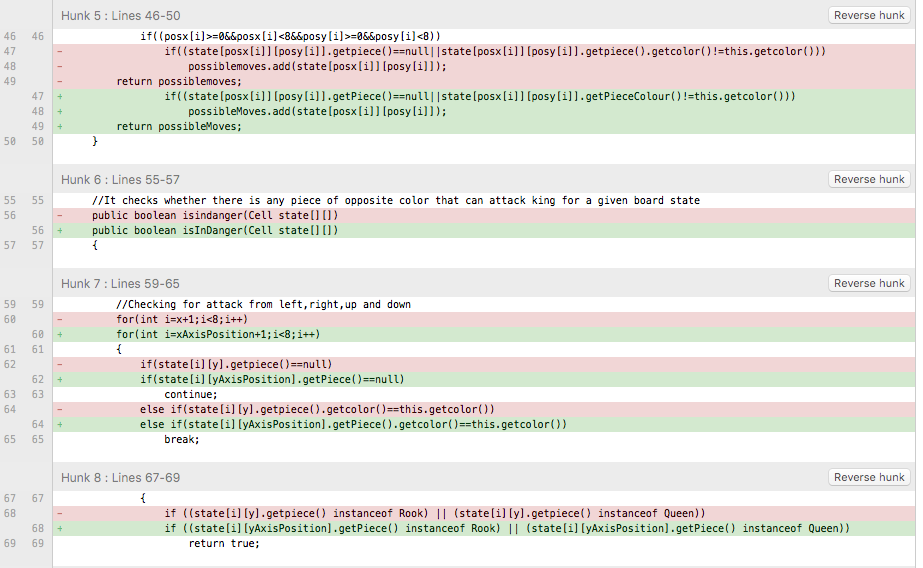 Hunk 5 : Lines 46-50 Reverse hunk
46 46 if((posx[i]>=0&&posx[i]<8&&posy[i]>=0&&posy[i]<8))
47 - if((state[posx[i]][posy[i]].getpiece()==null||state[posx[i]][posy[i]].getpiece().getcolor()!=this.getcolor()))
48 - possiblemoves.add(state[posx[i]][posy[i]]);
49 - return possiblemoves;
47 + if((state[posx[i]][posy[i]].getPiece()==null||state[posx[i]][posy[i]].getPieceColour()!=this.getcolor()))
48 + possibleMoves.add(state[posx[i]][posy[i]]);
49 + return possibleMoves;
50 50 }
Hunk 6 : Lines 55-57 Reverse hunk
55 55 //It checks whether there is any piece of opposite color that can attack king for a given board state
56 - public boolean isindanger(Cell state[][])
56 + public boolean isInDanger(Cell state[][])
57 57 {
Hunk 7 : Lines 59-65 Reverse hunk
59 59 //Checking for attack from left,right,up and down
60 - for(int i=x+1;i<8;i++)
60 + for(int i=xAxisPosition+1;i<8;i++)
61 61 {
62 - if(state[i][y].getpiece()==null)
62 + if(state[i][yAxisPosition].getPiece()==null)
63 63 continue;
64 - else if(state[i][y].getpiece().getcolor()==this.getcolor())
64 + else if(state[i][yAxisPosition].getPiece().getcolor()==this.getcolor())
65 65 break;
Hunk 8 : Lines 67-69 Reverse hunk
67 67 {
68 - if ((state[i][y].getpiece() instanceof Rook) || (state[i][y].getpiece() instanceof Queen))
68 + if ((state[i][yAxisPosition].getPiece() instanceof Rook) || (state[i][yAxisPosition].getPiece() instanceof Queen))
69 69 return true;